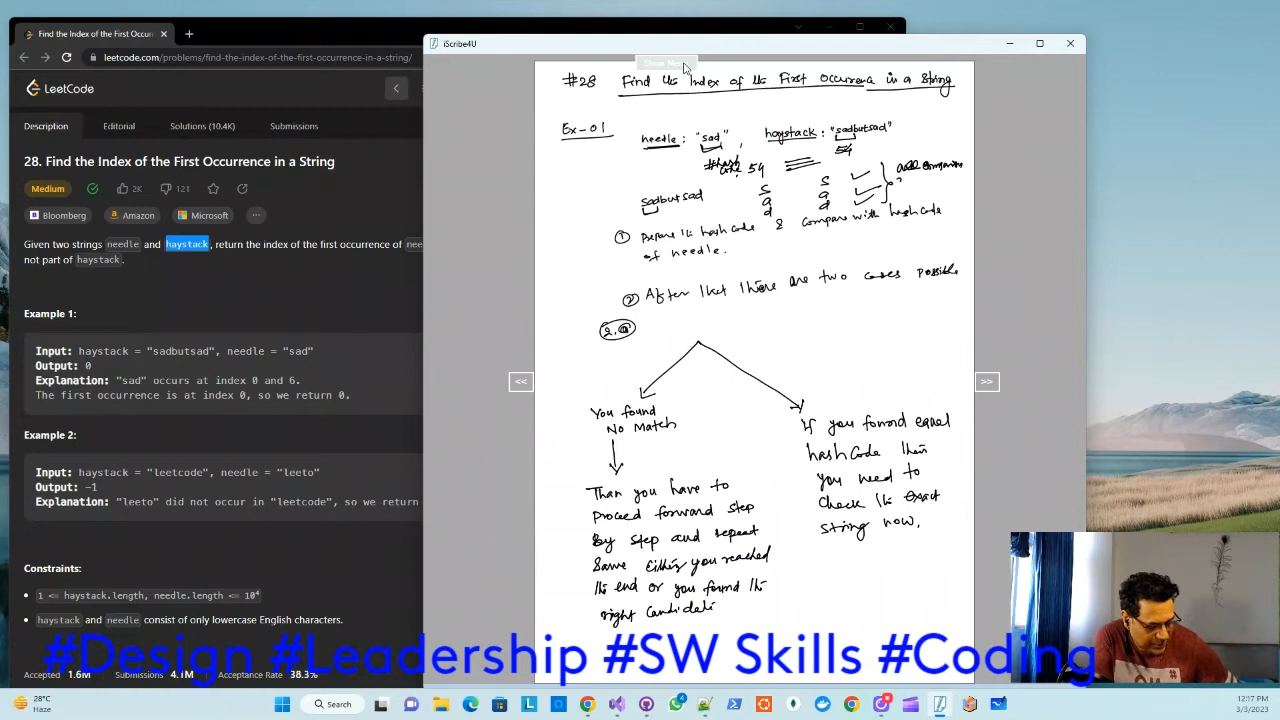 Find the Index of the First Occurr
iScribe4U
leetcode.com/problems/find-the-index-of-the-first-occurrence-in-a-string/
LeetCode
Description
Editorial
Solutions (10.4K)
Submissions
28. Find the Index of the First Occurrence in a String
Medium
2K
121
Bloomberg
Amazon
Microsoft
Given two strings needle and haystack, return the index of the first occurrence of nee
not part of haystack.
Example 1:
Input: haystack = "sadbutsad", needle = "sad"
Output: 0
Explanation: "sad" occurs at index 0 and 6.
The first occurrence is at index 0, so we return 0.
Example 2:
Input: haystack = "leetcode", needle = "leeto"
Output: -1
Explanation: "leeto" did not occur in "leetcode", so we return
Constraints:
1 <= haystack.length, needle.length <= 10⁴
haystack and needle consist of only lowercase English characters.
Accepted 1.6M Submissions 4.1M Acceptance Rate 38.3%
#28 Find the Index of the First Occurrence in a String
Ex-01
needle: "sad", haystack: "sadbutsad"
#hash 54
code: 54
s s
sadbutsad a a
d d
① Prepare the hashCode & compare with hashCode
of needle.
② After that there are two cases possible
2.a
You found
No Match
Than you have to
proceed forward step
By step and repeat
Same either you reached
the end or you found the
right candidate
If you found equal
hashCode then
you need to
check the exact
string now.
<<
>>
#Design #Leadership #SW Skills #Coding
28°C
Haze
Search
4
12:17 PM
3/3/2023